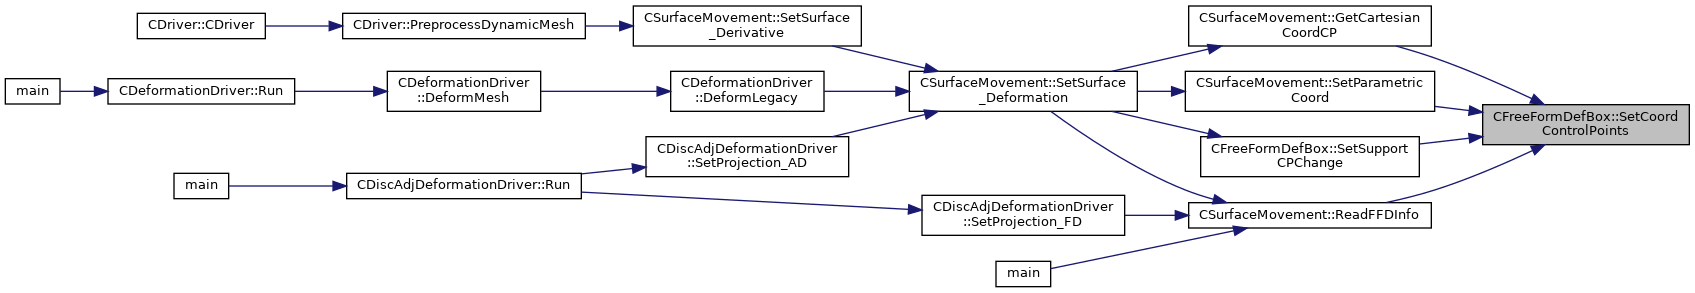 CDriver::CDriver
CDriver::PreprocessDynamicMesh
CSurfaceMovement::SetSurface
_Derivative
CSurfaceMovement::GetCartesian
CoordCP
main
CDeformationDriver::Run
CDeformationDriver
::DeformMesh
CDeformationDriver
::DeformLegacy
CSurfaceMovement::SetSurface
_Deformation
CSurfaceMovement::SetParametric
Coord
CFreeFormDefBox::SetCoord
ControlPoints
CDiscAdjDeformationDriver
::SetProjection_AD
CFreeFormDefBox::SetSupport
CPChange
main
CDiscAdjDeformationDriver::Run
CDiscAdjDeformationDriver
::SetProjection_FD
CSurfaceMovement::ReadFFDInfo
main